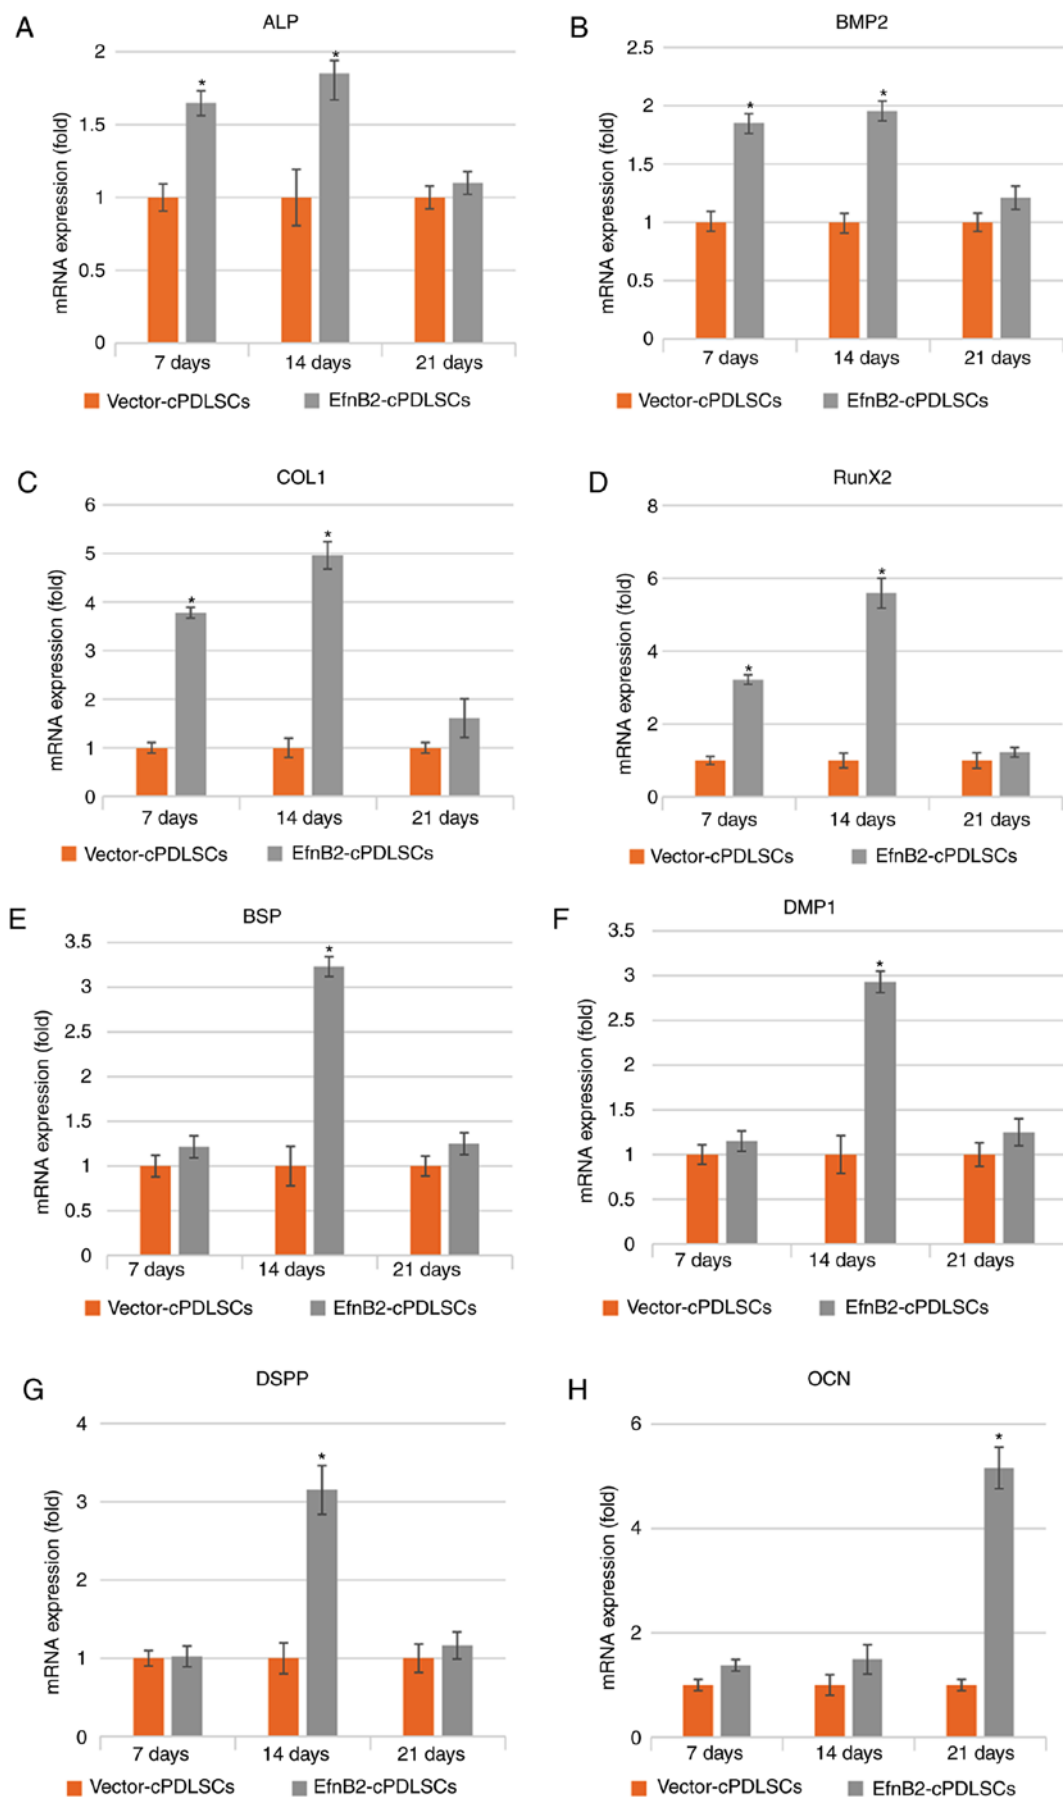 A
ALP
mRNA expression (fold)
2
*
*
1.5
1
0.5
0
7 days
14 days
21 days
Vector-cPDLSCs
EfnB2-cPDLSCs
B
BMP2
mRNA expression (fold)
2.5
2
*
*
1.5
1
0.5
0
7 days
14 days
21 days
Vector-cPDLSCs
EfnB2-cPDLSCs
C
COL1
mRNA expression (fold)
6
5
*
4
*
3
2
1
0
7 days
14 days
21 days
Vector-cPDLSCs
EfnB2-cPDLSCs
D
RunX2
mRNA expression (fold)
8
6
*
4
*
2
0
7 days
14 days
21 days
Vector-cPDLSCs
EfnB2-cPDLSCs
E
BSP
mRNA expression (fold)
3.5
*
3
2.5
2
1.5
1
0.5
0
7 days
14 days
21 days
Vector-cPDLSCs
EfnB2-cPDLSCs
F
DMP1
mRNA expression (fold)
3.5
*
3
2.5
2
1.5
1
0.5
0
7 days
14 days
21 days
Vector-cPDLSCs
EfnB2-cPDLSCs
G
DSPP
mRNA expression (fold)
4
*
3
2
1
0
7 days
14 days
21 days
Vector-cPDLSCs
EfnB2-cPDLSCs
H
OCN
mRNA expression (fold)
6
*
4
2
0
7 days
14 days
21 days
Vector-cPDLSCs
EfnB2-cPDLSCs